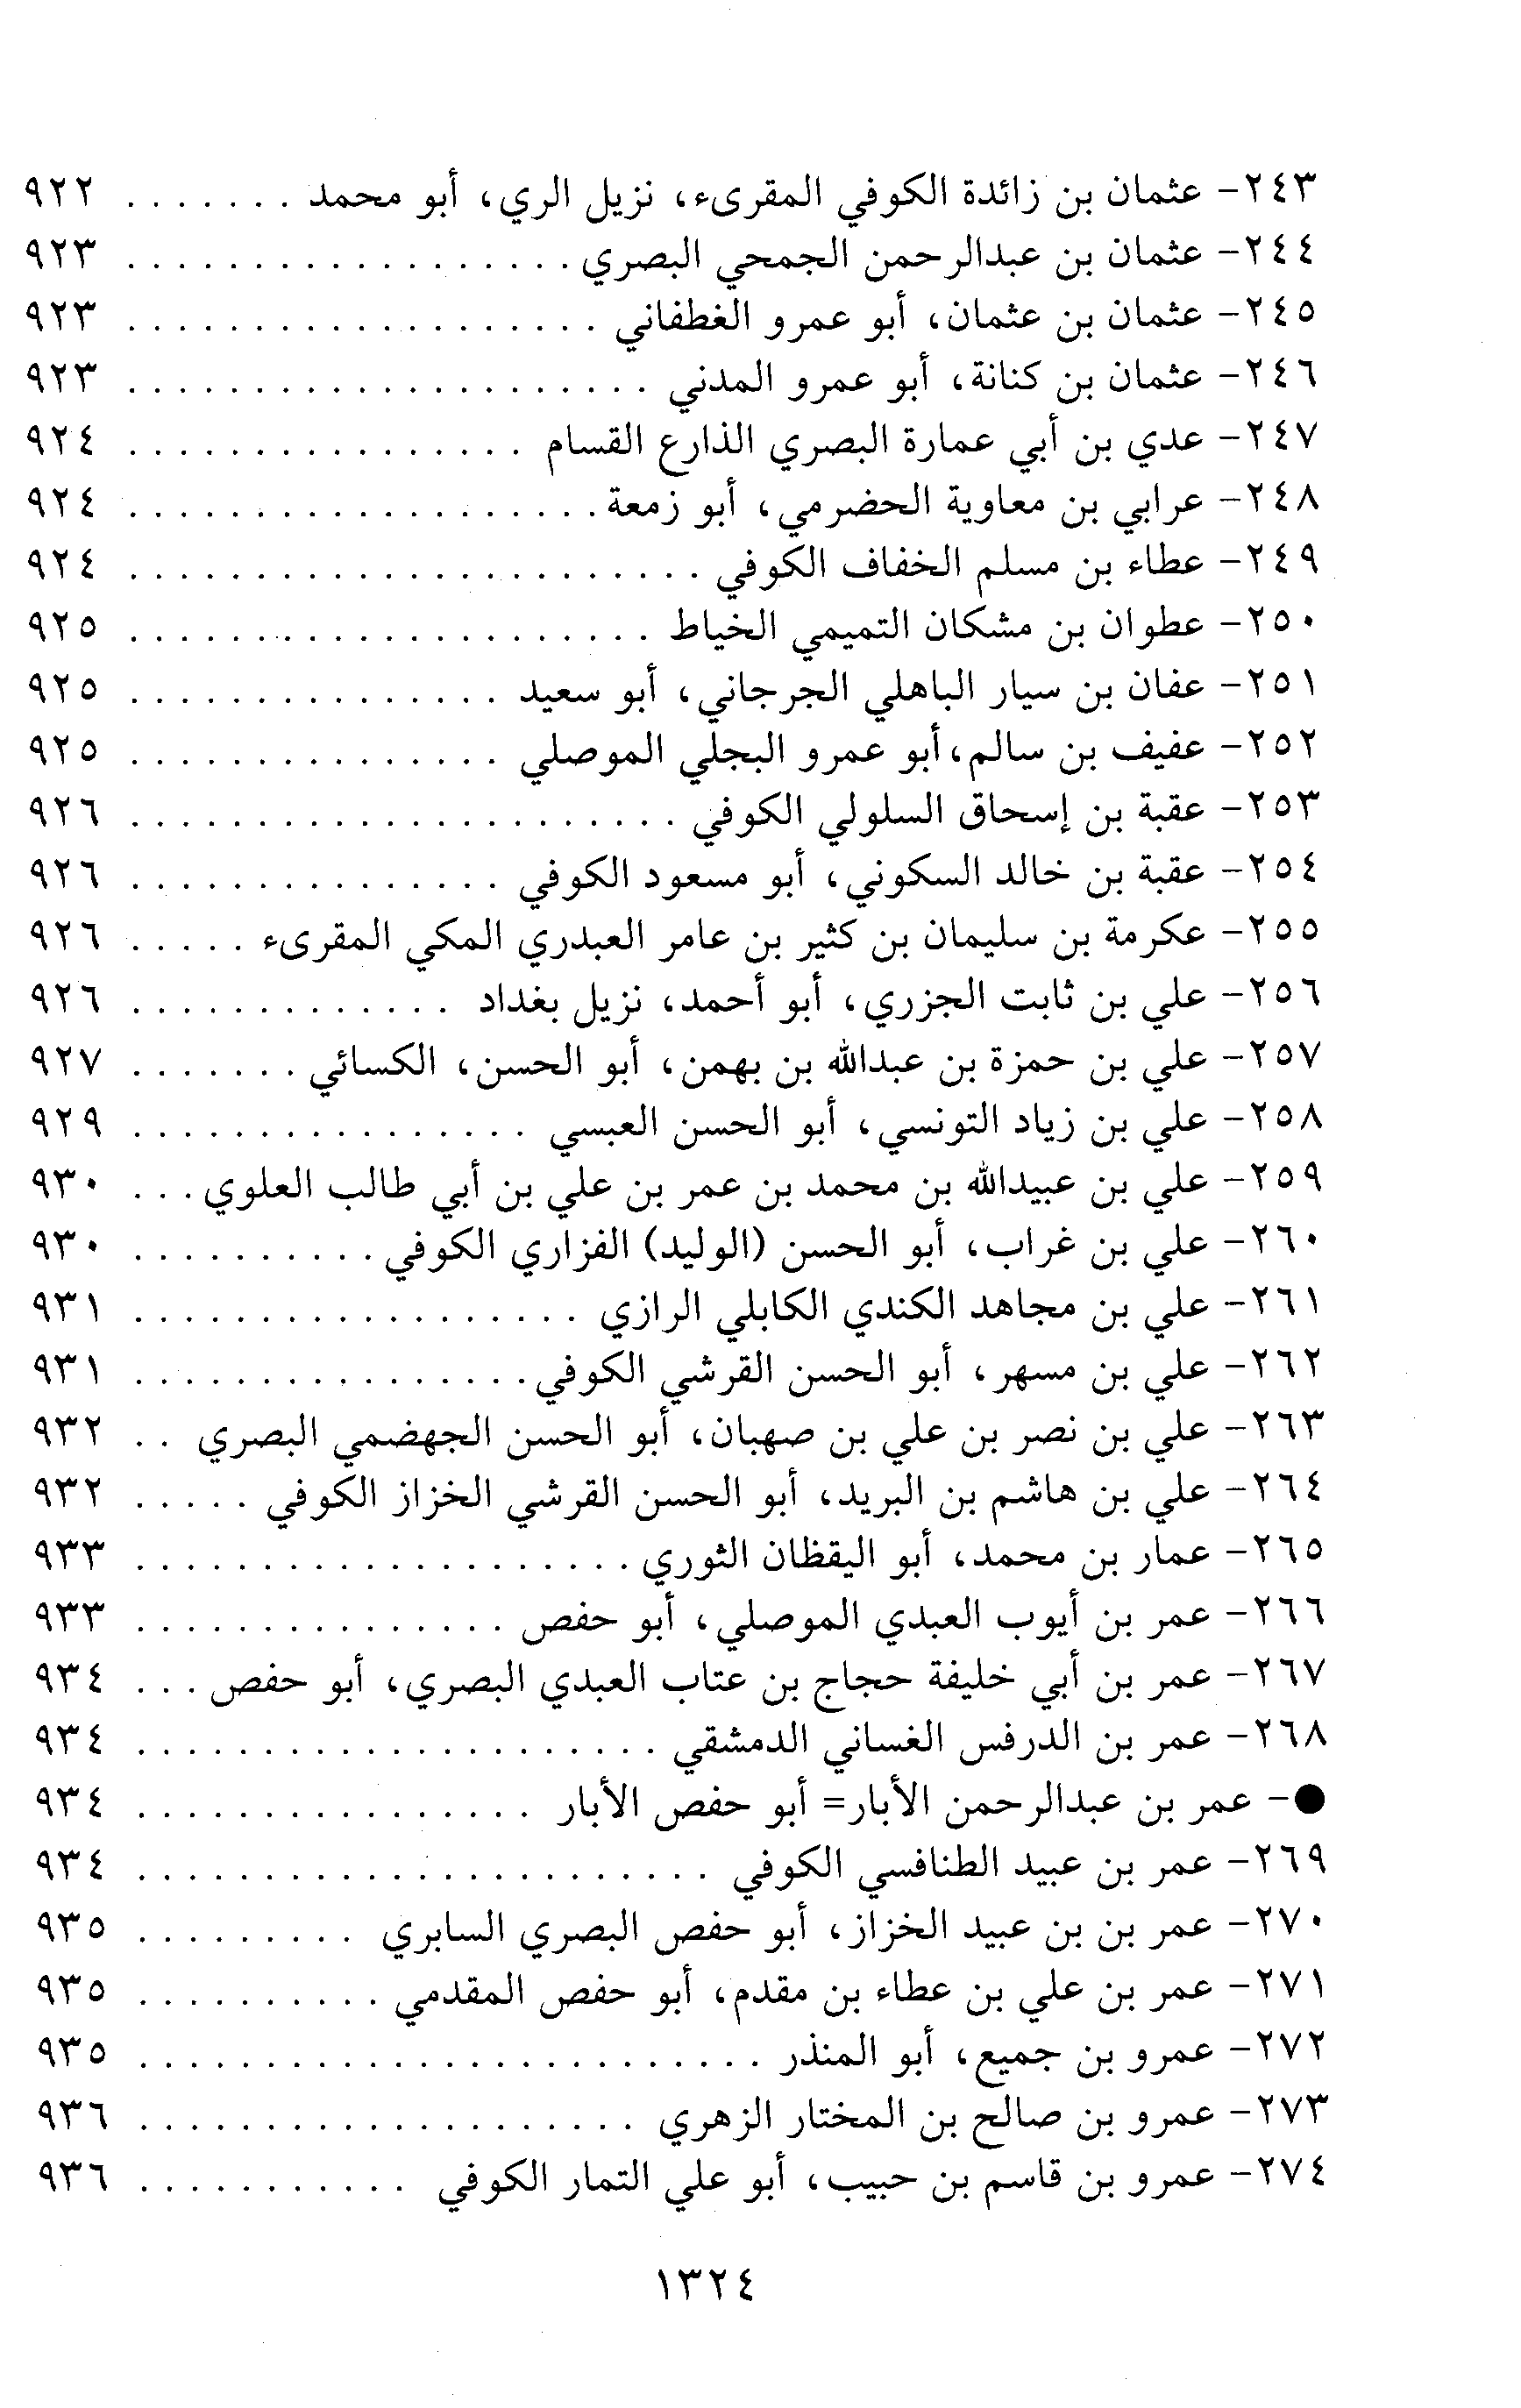 ٢٤٣- عثمان بن زائدة الكوفي المقرىء، نزيل الري، أبو محمد . . . . . . . ٩٢٢
٢٤٤- عثمان بن عبدالرحمن الجمحي البصري . . . . . . . . . . . . . . . . . . ٩٢٣
٢٤٥- عثمان بن عثمان، أبو عمرو الغطفاني . . . . . . . . . . . . . . . . . . . ٩٢٣
٢٤٦- عثمان بن كنانة، أبو عمرو المدني . . . . . . . . . . . . . . . . . . . . . ٩٢٣
٢٤٧- عدي بن أبي عمارة البصري الذارع القسام . . . . . . . . . . . . . . . . ٩٢٤
٢٤٨- عرابي بن معاوية الحضرمي، أبو زمعة . . . . . . . . . . . . . . . . . . . ٩٢٤
٢٤٩- عطاء بن مسلم الخفاف الكوفي . . . . . . . . . . . . . . . . . . . . . . . ٩٢٤
٢٥٠- عطوان بن مشكان التميمي الخياط . . . . . . . . . . . . . . . . . . . . . ٩٢٥
٢٥١- عفان بن سيار الباهلي الجرجاني، أبو سعيد . . . . . . . . . . . . . . . ٩٢٥
٢٥٢- عفيف بن سالم،أبو عمرو البجلي الموصلي . . . . . . . . . . . . . . . ٩٢٥
٢٥٣- عقبة بن إسحاق السلولي الكوفي . . . . . . . . . . . . . . . . . . . . . . ٩٢٦
٢٥٤- عقبة بن خالد السكوني، أبو مسعود الكوفي . . . . . . . . . . . . . . . ٩٢٦
٢٥٥- عكرمة بن سليمان بن كثير بن عامر العبدري المكي المقرىء . . . . . ٩٢٦
٢٥٦- علي بن ثابت الجزري، أبو أحمد، نزيل بغداد . . . . . . . . . . . . . ٩٢٦
٢٥٧- علي بن حمزة بن عبدالله بن بهمن، أبو الحسن، الكسائي . . . . . . . ٩٢٧
٢٥٨- علي بن زياد التونسي، أبو الحسن العبسي . . . . . . . . . . . . . . . . ٩٢٩
٢٥٩- علي بن عبيدالله بن محمد بن عمر بن علي بن أبي طالب العلوي . . . ٩٣٠
٢٦٠- علي بن غراب، أبو الحسن (الوليد) الفزاري الكوفي . . . . . . . . . . ٩٣٠
٢٦١- علي بن مجاهد الكندي الكابلي الرازي . . . . . . . . . . . . . . . . . . ٩٣١
٢٦٢- علي بن مسهر، أبو الحسن القرشي الكوفي . . . . . . . . . . . . . . . . ٩٣١
٢٦٣- علي بن نصر بن علي بن صهبان، أبو الحسن الجهضمي البصري . . ٩٣٢
٢٦٤- علي بن هاشم بن البريد، أبو الحسن القرشي الخزاز الكوفي . . . . . ٩٣٢
٢٦٥- عمار بن محمد، أبو اليقظان الثوري . . . . . . . . . . . . . . . . . . . . ٩٣٣
٢٦٦- عمر بن أيوب العبدي الموصلي، أبو حفص . . . . . . . . . . . . . . . ٩٣٣
٢٦٧- عمر بن أبي خليفة حجاج بن عتاب العبدي البصري، أبو حفص . . . ٩٣٤
٢٦٨- عمر بن الدرفس الغساني الدمشقي . . . . . . . . . . . . . . . . . . . . . ٩٣٤
●- عمر بن عبدالرحمن الأبار= أبو حفص الأبار . . . . . . . . . . . . . . . . ٩٣٤
٢٦٩- عمر بن عبيد الطنافسي الكوفي . . . . . . . . . . . . . . . . . . . . . . . ٩٣٤
٢٧٠- عمر بن بن عبيد الخزاز، أبو حفص البصري السابري . . . . . . . . . ٩٣٥
٢٧١- عمر بن علي بن عطاء بن مقدم، أبو حفص المقدمي . . . . . . . . . . ٩٣٥
٢٧٢- عمرو بن جميع، أبو المنذر . . . . . . . . . . . . . . . . . . . . . . . . . ٩٣٥
٢٧٣- عمرو بن صالح بن المختار الزهري . . . . . . . . . . . . . . . . . . . . ٩٣٦
٢٧٤- عمرو بن قاسم بن حبيب، أبو علي التمار الكوفي . . . . . . . . . . . ٩٣٦
١٣٢٤